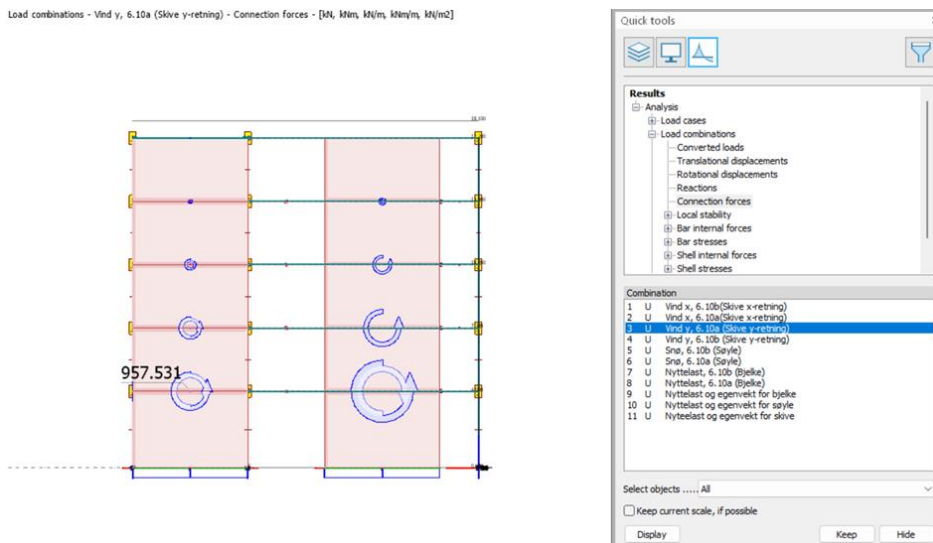 Load combinations - Vind y, 6.10a (Skive y-retning) - Connection forces - [kN, kNm, kN/m, kNm/m, kN/m2]
957.531
Quick tools
Results
Analysis
Load cases
Load combinations
Converted loads
Translational displacements
Rotational displacements
Reactions
Connection forces
Local stability
Bar internal forces
Bar stresses
Shell internal forces
Shell stresses
Combination
1 U Vind x, 6.10b(Skive x-retning)
2 U Vind x, 6.10a(Skive x-retning)
3 U Vind y, 6.10a (Skive y-retning)
4 U Vind y, 6.10b (Skive y-retning)
5 U Snø, 6.10b (Søyle)
6 U Snø, 6.10a (Søyle)
7 U Nyttelast, 6.10b (Bjelke)
8 U Nyttelast, 6.10a (Bjelke)
9 U Nyttelast og egenvekt for bjelke
10 U Nyttelast og egenvekt for søyle
11 U Nyteelast og egenvekt for skive
Select objects ..... All
Keep current scale, if possible
Display Keep Hide